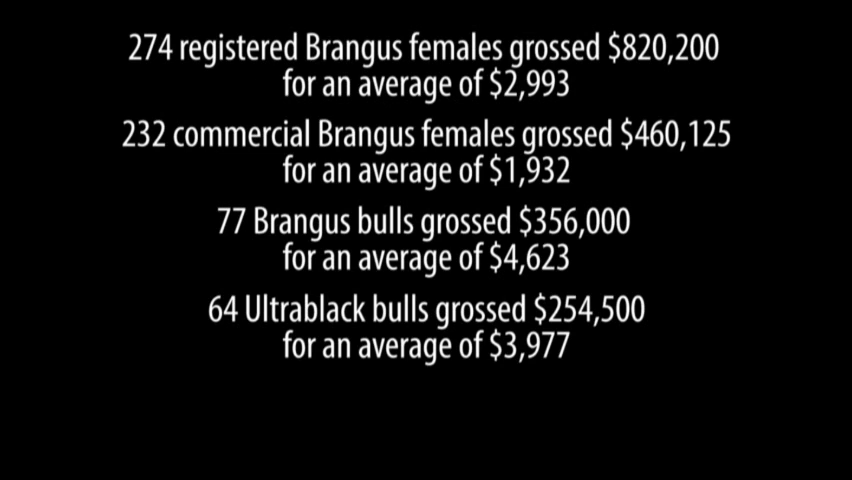 274 registered Brangus females grossed $820,200
for an average of $2,993
232 commercial Brangus females grossed $460,125
for an average of $1,932
77 Brangus bulls grossed $356,000
for an average of $4,623
64 Ultrablack bulls grossed $254,500
for an average of $3,977